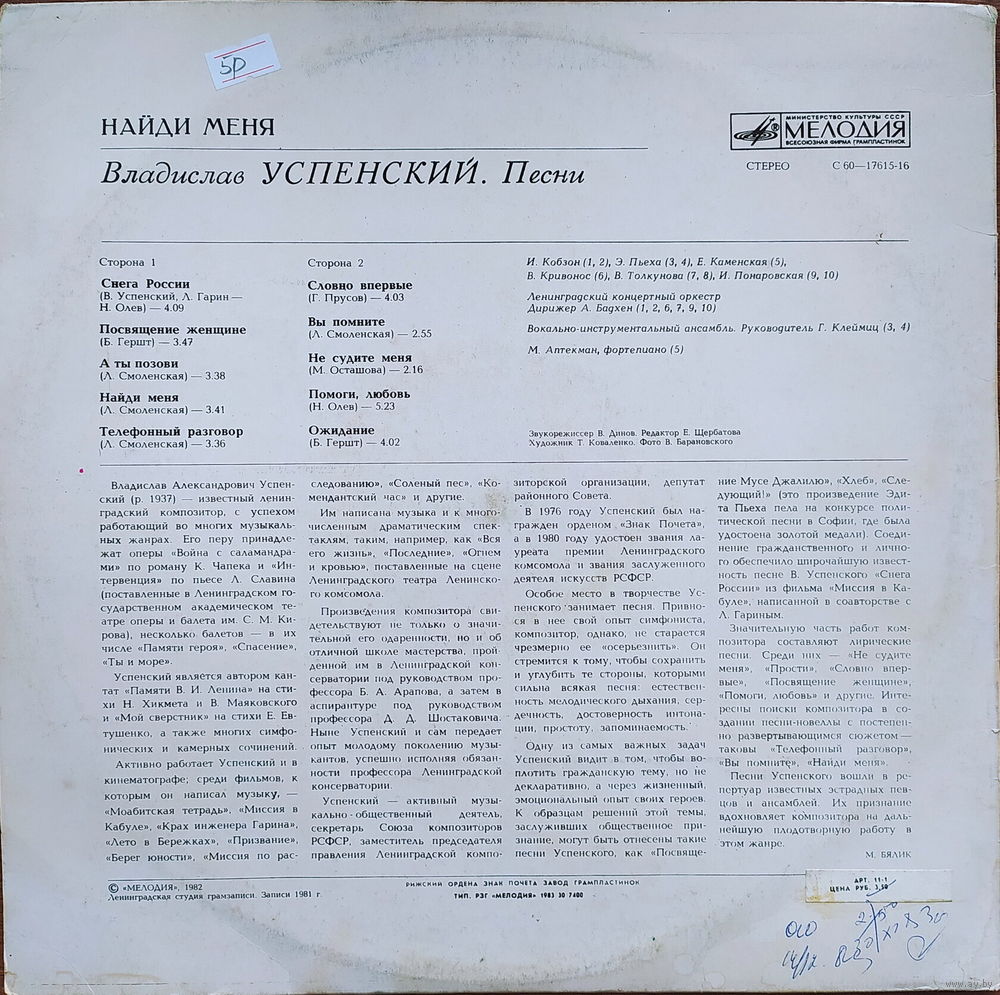 5р
НАЙДИ МЕНЯ
Владислав УСПЕНСКИЙ. Песни
МИНИСТЕРСТВО КУЛЬТУРЫ СССР
МЕЛОДИЯ
ВСЕСОЮЗНАЯ ФИРМА ГРАМПЛАСТИНОК
СТЕРЕО С 60—17615-16
Сторона 1
Снега России
(В. Успенский, Л. Гарин —
Н. Олев) — 4.09
Посвящение женщине
(Б. Гершт) — 3.47
А ты позови
(Л. Смоленская) — 3.38
Найди меня
(Л. Смоленская) — 3.41
Телефонный разговор
(Л. Смоленская) — 3.36
Сторона 2
Словно впервые
(Г. Прусов) — 4.03
Вы помните
(Л. Смоленская) — 2.55
Не судите меня
(М. Осташова) — 2.16
Помоги, любовь
(Н. Олев) — 5.23
Ожидание
(Б. Гершт) — 4.02
И. Кобзон (1, 2), Э. Пьеха (3, 4), Е. Каменская (5),
В. Кривонос (6), В. Толкунова (7, 8), И. Понаровская (9, 10)
Ленинградский концертный оркестр
Дирижер А. Бадхен (1, 2, 6, 7, 9, 10)
Вокально-инструментальный ансамбль. Руководитель Г. Клеймиц (3, 4)
М. Аптекман, фортепиано (5)
Звукорежиссер В. Динов. Редактор Е. Щербатова
Художник Т. Коваленко. Фото В. Барановского
Владислав Александрович Успен-
ский (р. 1937) — известный ленин-
градский композитор, с успехом
работающий во многих музыкаль-
ных жанрах. Его перу принадле-
жат оперы «Война с саламандра-
ми» по роману К. Чапека и «Ин-
тервенция» по пьесе Л. Славина
(поставленные в Ленинградском го-
сударственном академическом те-
атре оперы и балета им. С. М. Ки-
рова), несколько балетов — в их
числе «Памяти героя», «Спасение»,
«Ты и море».
Успенский является автором кан-
тат «Памяти В. И. Ленина» на сти-
хи Н. Хикмета и В. Маяковского
и «Мой сверстник» на стихи Е. Ев-
тушенко, а также многих симфо-
нических и камерных сочинений.
Активно работает Успенский и в
кинематографе; среди фильмов, к
которым он написал музыку, —
«Моабитская тетрадь», «Миссия в
Кабуле», «Крах инженера Гарина»,
«Лето в Бережках», «Призвание»,
«Берег юности», «Миссия по рас-
следованию», «Соленый пес», «Ко-
мендантский час» и другие.
Им написана музыка и к много-
численным драматическим спек-
таклям, таким, например, как «Вся
его жизнь», «Последние», «Огнем
и кровью», поставленные на сцене
Ленинградского театра Ленинско-
го комсомола.
Произведения композитора сви-
детельствуют не только о значи-
тельной его одаренности, но и об
отличной школе мастерства, прой-
денной им в Ленинградской кон-
серватории под руководством про-
фессора Б. А. Арапова, а затем в
аспирантуре под руководством
профессора Д. Д. Шостаковича.
Ныне Успенский и сам передает
опыт молодому поколению музы-
кантов, успешно исполняя обязан-
ности профессора Ленинградской
консерватории.
Успенский — активный музы-
кально-общественный деятель,
секретарь Союза композиторов
РСФСР, заместитель председателя
правления Ленинградской компо-
зиторской организации, депутат
районного Совета.
В 1976 году Успенский был на-
гражден орденом «Знак Почета»,
а в 1980 году удостоен звания ла-
уреата премии Ленинградского
комсомола и звания заслуженного
деятеля искусств РСФСР.
Особое место в творчестве Ус-
пенского занимает песня. Привно-
ся в нее свой опыт симфониста,
композитор, однако, не старается
чрезмерно ее «осерьезнить». Он
стремится к тому, чтобы сохранить
и углубить те стороны, которыми
сильна всякая песня: естествен-
ность мелодического дыхания, сер-
дечность, достоверность интона-
ции, простоту, запоминаемость.
Одну из самых важных задач
Успенский видит в том, чтобы во-
плотить гражданскую тему, но не
декларативно, а через жизненный,
эмоциональный опыт своих героев.
К образцам решений этой темы,
заслуживших общественное при-
знание, могут быть отнесены такие
песни Успенского, как «Посвяще-
ние Мусе Джалилю», «Хлеб», «Сле-
дующий!» (это произведение Эди-
та Пьеха пела на конкурсе поли-
тической песни в Софии, где была
удостоена золотой медали). Соеди-
нение гражданственного и лично-
го обеспечило широчайшую извест-
ность песне В. Успенского «Снега
России» из фильма «Миссия в Ка-
буле», написанной в соавторстве с
Л. Гариным.
Значительную часть работ ком-
позитора составляют лирические
песни. Среди них — «Не судите
меня», «Прости», «Словно впер-
вые», «Посвящение женщине»,
«Помоги, любовь» и другие. Инте-
ресны поиски композитора в со-
здании песни-новеллы с постепен-
но развертывающимся сюжетом —
таковы «Телефонный разговор»,
«Вы помните», «Найди меня».
Песни Успенского вошли в ре-
пертуар известных эстрадных пев-
цов и ансамблей. Их признание
вдохновляет композитора на даль-
нейшую плодотворную работу в
этом жанре.
М. БЯЛИК
© «МЕЛОДИЯ», 1982
Ленинградская студия грамзаписи. Записи 1981 г.
РИЖСКИЙ ОРДЕНА ЗНАК ПОЧЕТА ЗАВОД ГРАМПЛАСТИНОК
ТИП. РЗГ «МЕЛОДИЯ» 1983 30 7400
АРТ. 11-1
ЦЕНА РУБ.
www.ay.by